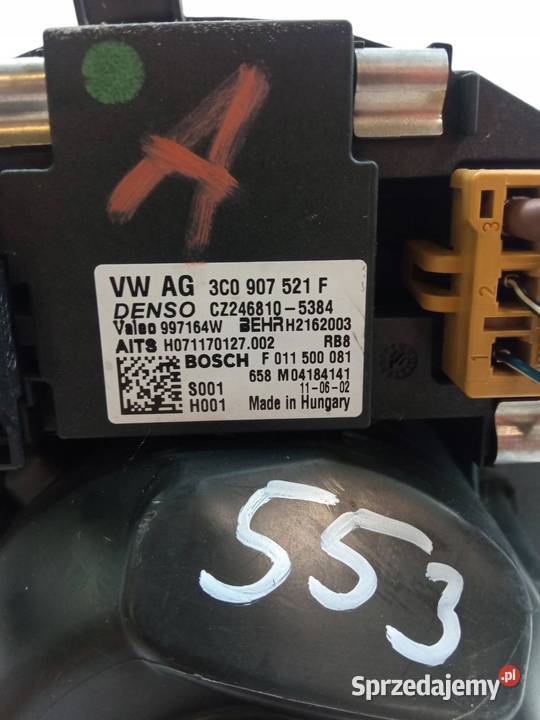 A
VW AG 3C0 907 521 F
DENSO CZ246810-5384
Valeo 997164W BEHR H2162003
AITS H071170127.002 RB8
BOSCH F 011 500 081
658 M04184141
S001 11-06-02
H001 Made in Hungary
3
2
1
553
Sprzedajemy.pl